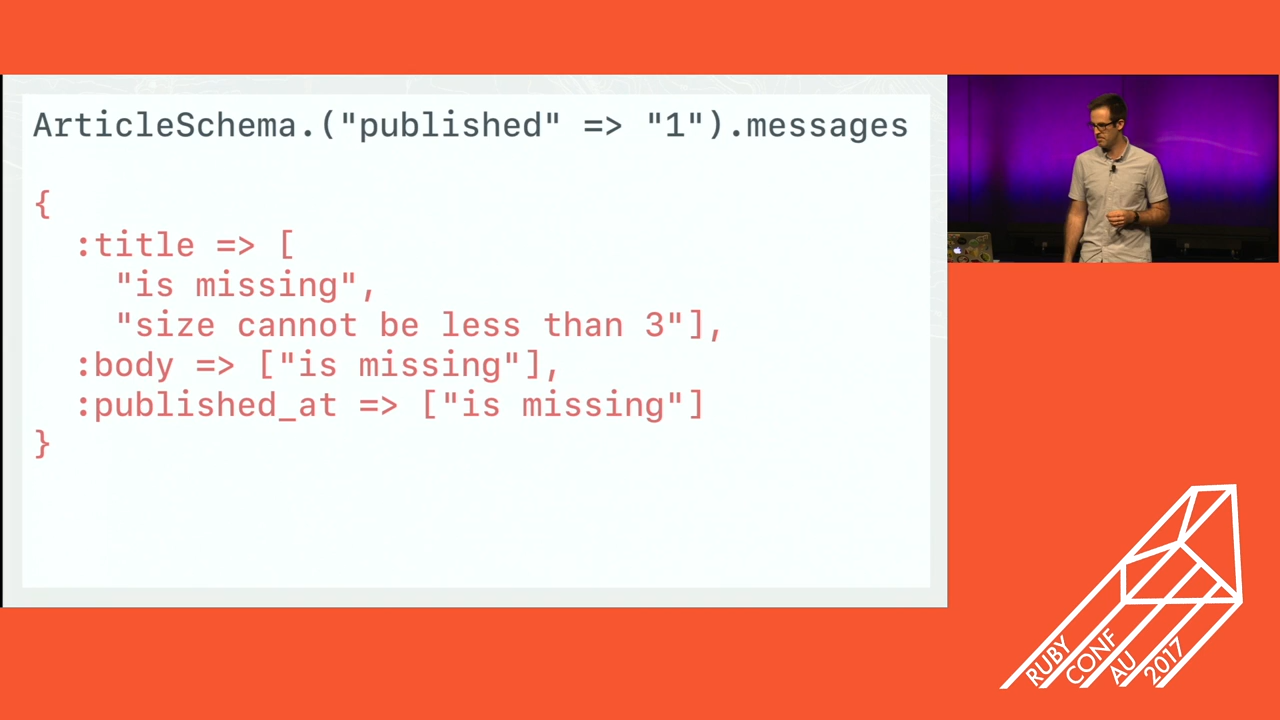 ArticleSchema.("published" => "1").messages
{
  :title => [
    "is missing",
    "size cannot be less than 3"],
  :body => ["is missing"],
  :published_at => ["is missing"]
}
RUBY
CONF
AU
2017